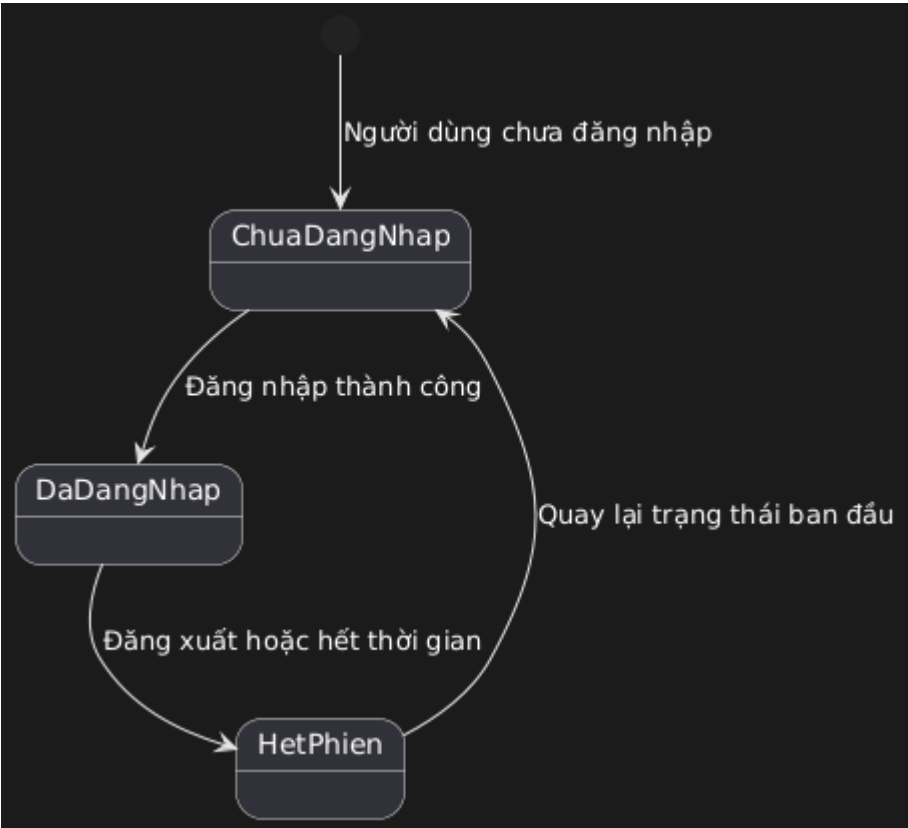 Người dùng chưa đăng nhập
ChuaDangNhap
Đăng nhập thành công
DaDangNhap
Quay lại trạng thái ban đầu
Đăng xuất hoặc hết thời gian
HetPhien